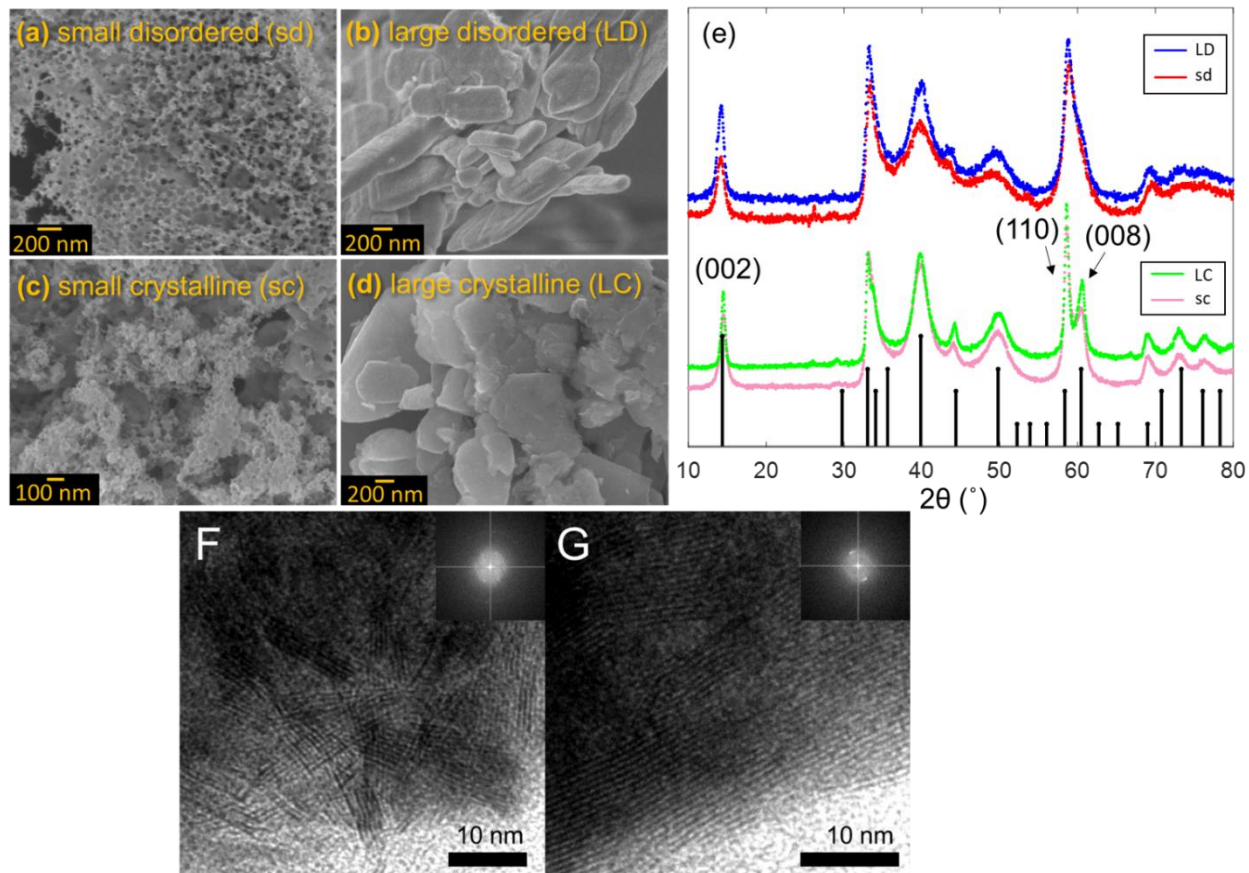 (a) small disordered (sd)
200 nm
(b) large disordered (LD)
200 nm
(c) small crystalline (sc)
100 nm
(d) large crystalline (LC)
200 nm
(e)
LD
sd
(002)
(110)
(008)
LC
sc
10 20 30 40 50 60 70 80
2θ (°)
F
10 nm
G
10 nm